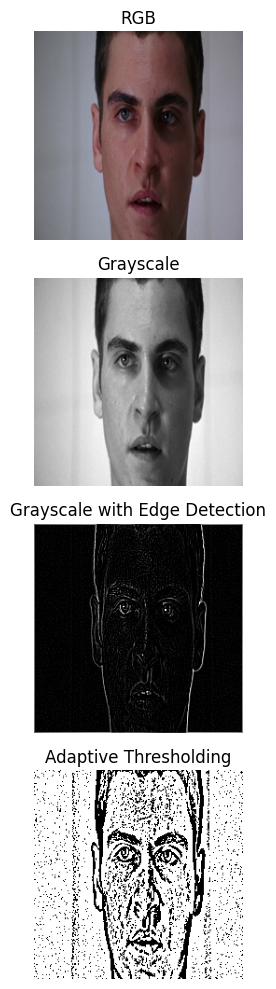 RGB
Grayscale
Grayscale with Edge Detection
Adaptive Thresholding